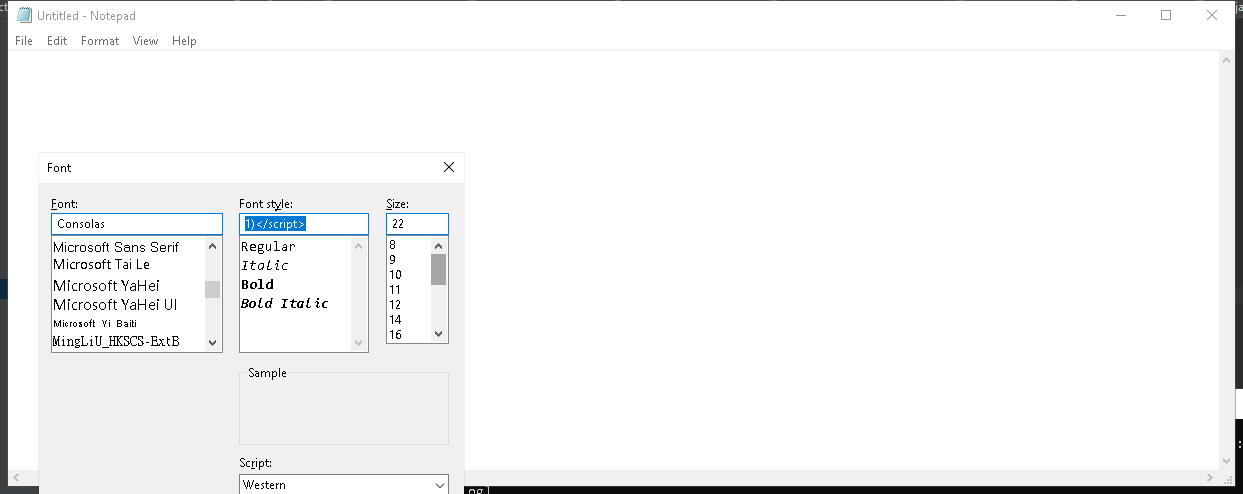 Untitled - Notepad
File Edit Format View Help
Font
Font: Font style: Size:
Consolas 1)</script> 22
Microsoft Sans Serif Regular 8
Microsoft Tai Le Italic 9
Microsoft YaHei Bold 10
Microsoft YaHei UI Bold Italic 11
Microsoft Yi Baiti 12
MingLiU_HKSCS-ExtB 14
16
Sample
Script:
Western